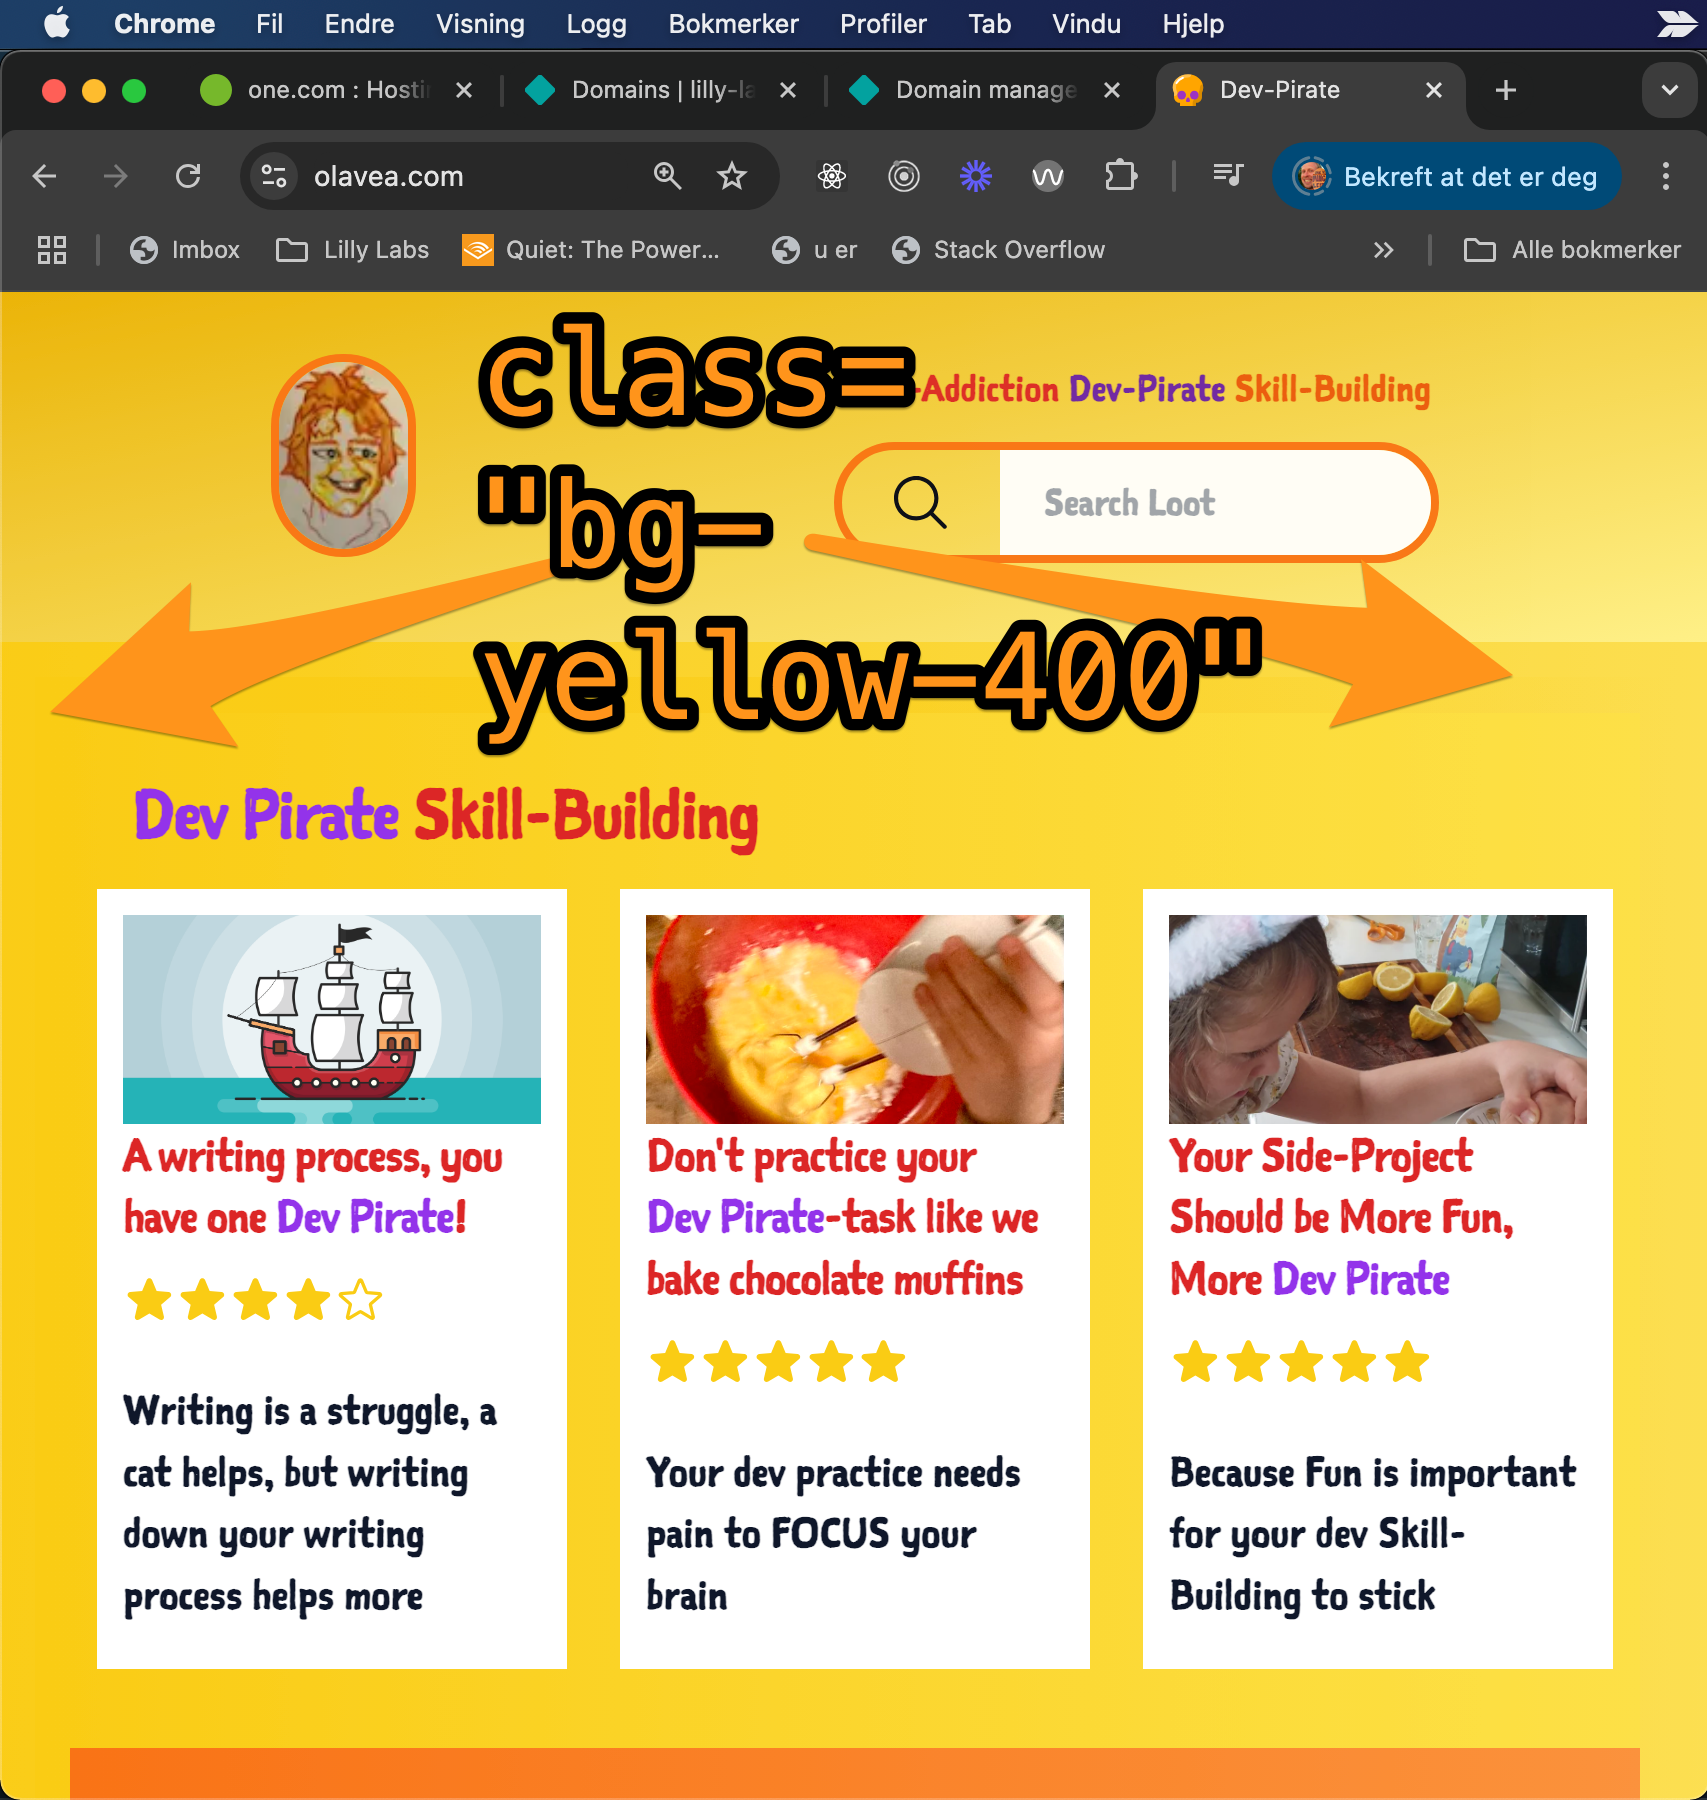 Chrome Fil Endre Visning Logg Bokmerker Profiler Tab Vindu Hjelp
one.com : Hosti
Domains | lilly-la
Domain manage
Dev-Pirate
olavea.com
Bekreft at det er deg
Imbox
Lilly Labs
Quiet: The Power...
u er
Stack Overflow
Alle bokmerker
class=
"bg-
yellow-400"
-Addiction Dev-Pirate Skill-Building
Search Loot
Dev Pirate Skill-Building
A writing process, you
have one Dev Pirate!
Writing is a struggle, a
cat helps, but writing
down your writing
process helps more
Don't practice your
Dev Pirate-task like we
bake chocolate muffins
Your dev practice needs
pain to FOCUS your
brain
Your Side-Project
Should be More Fun,
More Dev Pirate
Because Fun is important
for your dev Skill-
Building to stick